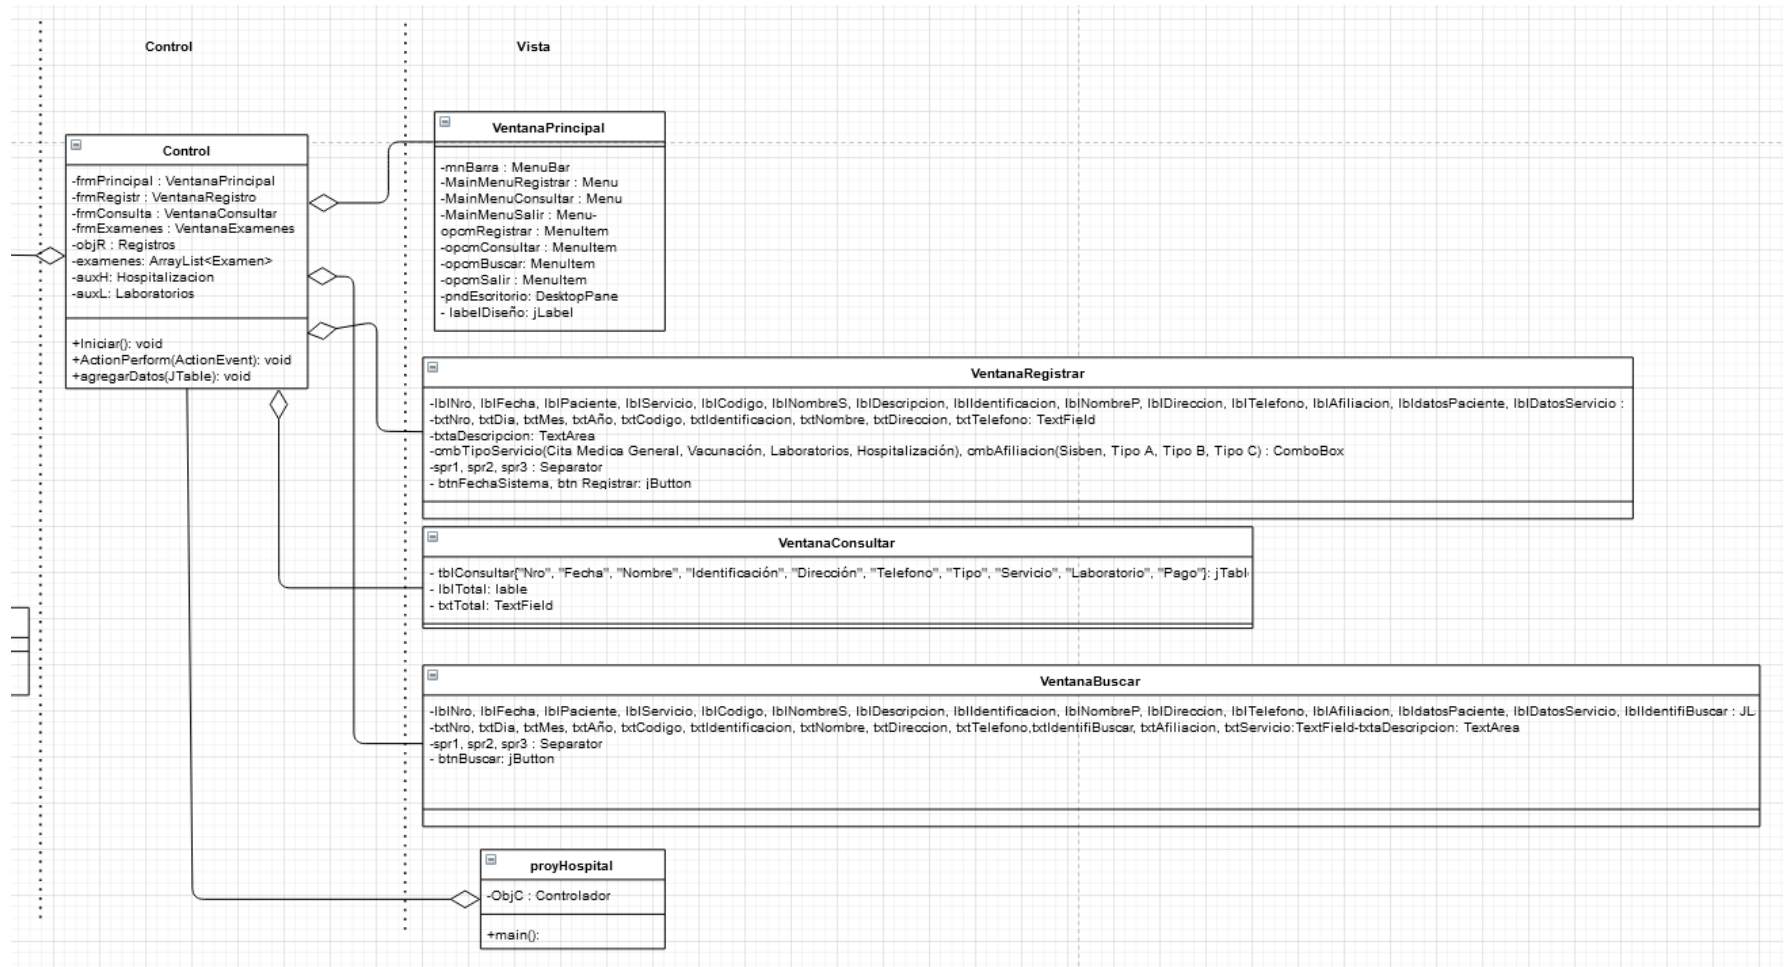 Control
Vista
Control
-frmPrincipal : VentanaPrincipal
-frmRegistr : VentanaRegistro
-frmConsulta : VentanaConsultar
-frmExamenes : VentanaExamenes
-objR : Registros
-examenes: ArrayList<Examen>
-auxH: Hospitalizacion
-auxL: Laboratorios
+Iniciar(): void
+ActionPerform(ActionEvent): void
+agregarDatos(JTable): void
VentanaPrincipal
-mnBarra : MenuBar
-MainMenuRegistrar : Menu
-MainMenuConsultar : Menu
-MainMenuSalir : Menu-
opcmRegistrar : MenuItem
-opcmConsultar : MenuItem
-opcmBuscar: MenuItem
-opcmSalir : MenuItem
-pndEscritorio: DesktopPane
- labelDiseño: jLabel
VentanaRegistrar
-lblNro, lblFecha, lblPaciente, lblServicio, lblCodigo, lblNombreS, lblDescripcion, lblIdentificacion, lblNombreP, lblDireccion, lblTelefono, lblAfiliacion, lbldatosPaciente, lblDatosServicio :
-txtNro, txtDia, txtMes, txtAño, txtCodigo, txtIdentificacion, txtNombre, txtDireccion, txtTelefono: TextField
-txtaDescripcion: TextArea
-cmbTipoServicio(Cita Medica General, Vacunación, Laboratorios, Hospitalización), cmbAfiliacion(Sisben, Tipo A, Tipo B, Tipo C) : ComboBox
-spr1, spr2, spr3 : Separator
- btnFechaSistema, btn Registrar: jButton
VentanaConsultar
- tblConsultar{"Nro", "Fecha", "Nombre", "Identificación", "Dirección", "Telefono", "Tipo", "Servicio", "Laboratorio", "Pago"}: jTabl
- lblTotal: lable
- txtTotal: TextField
VentanaBuscar
-lblNro, lblFecha, lblPaciente, lblServicio, lblCodigo, lblNombreS, lblDescripcion, lblIdentificacion, lblNombreP, lblDireccion, lblTelefono, lblAfiliacion, lbldatosPaciente, lblDatosServicio, lblIdentifiBuscar : JL
-txtNro, txtDia, txtMes, txtAño, txtCodigo, txtIdentificacion, txtNombre, txtDireccion, txtTelefono,txtIdentifiBuscar, txtAfiliacion, txtServicio:TextField-txtaDescripcion: TextArea
-spr1, spr2, spr3 : Separator
- btnBuscar: jButton
proyHospital
-ObjC : Controlador
+main():